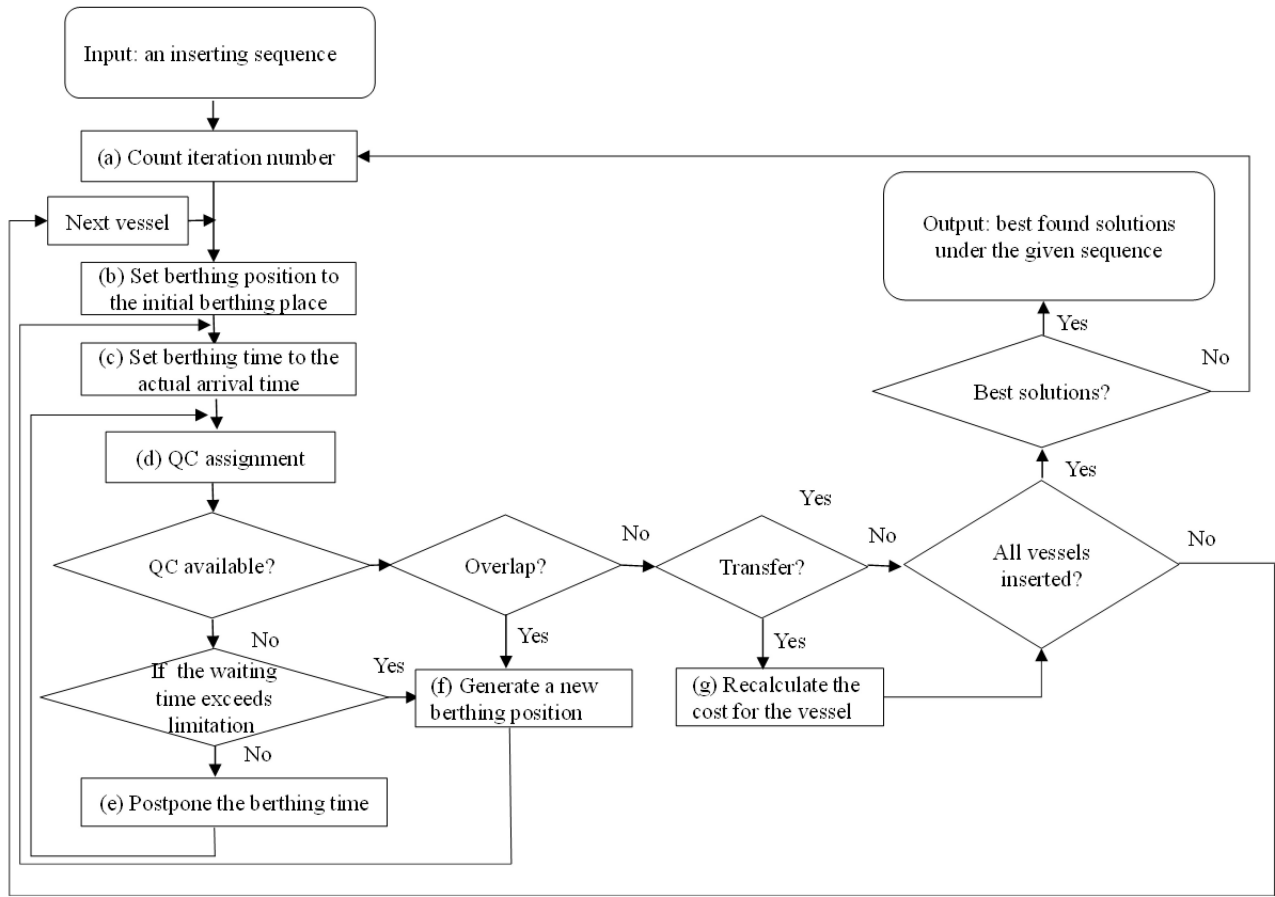 Input: an inserting sequence
(a) Count iteration number
Next vessel
Output: best found solutions
under the given sequence
(b) Set berthing position to
the initial berthing place
Yes
(c) Set berthing time to the
actual arrival time
No
Best solutions?
(d) QC assignment
Yes
Yes
No
No
No
QC available?
Overlap?
Transfer?
All vessels
inserted?
No
Yes
Yes
If the waiting
time exceeds
limitation
Yes
(f) Generate a new
berthing position
(g) Recalculate the
cost for the vessel
No
(e) Postpone the berthing time